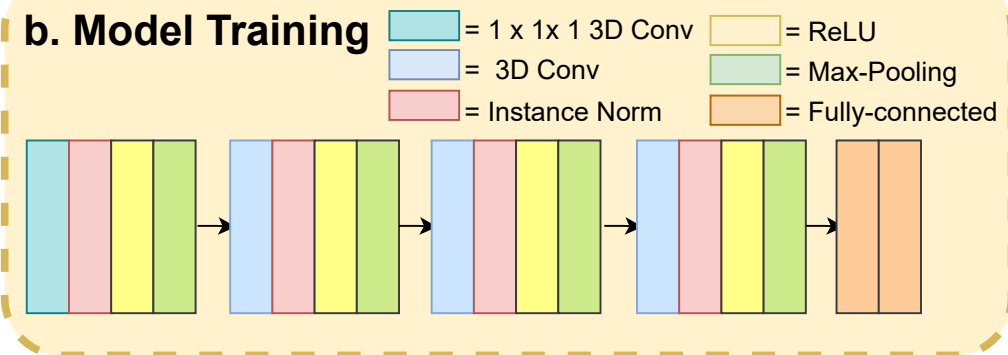 b. Model Training
= 1 x 1x 1 3D Conv
= 3D Conv
= Instance Norm
= ReLU
= Max-Pooling
= Fully-connected